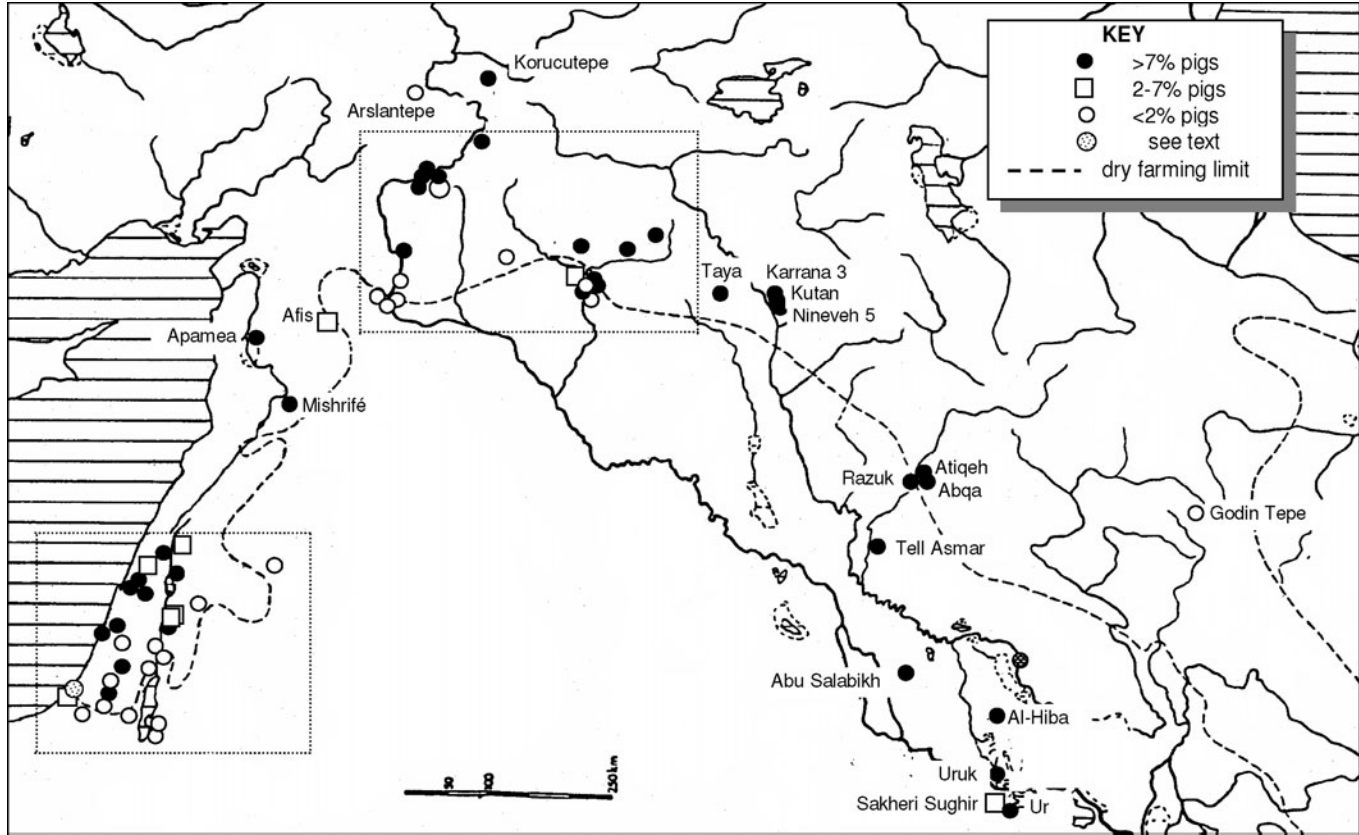 KEY
>7% pigs
2-7% pigs
<2% pigs
see text
dry farming limit
Korucutepe
Arslantepe
Taya
Karrana 3
Kutan
Nineveh 5
Afis
Apamea
Mishrifé
Atiqeh
Razuk
Abqa
Godin Tepe
Tell Asmar
Abu Salabikh
Al-Hiba
Uruk
Sakheri Sughir
Ur
50
100
250 km